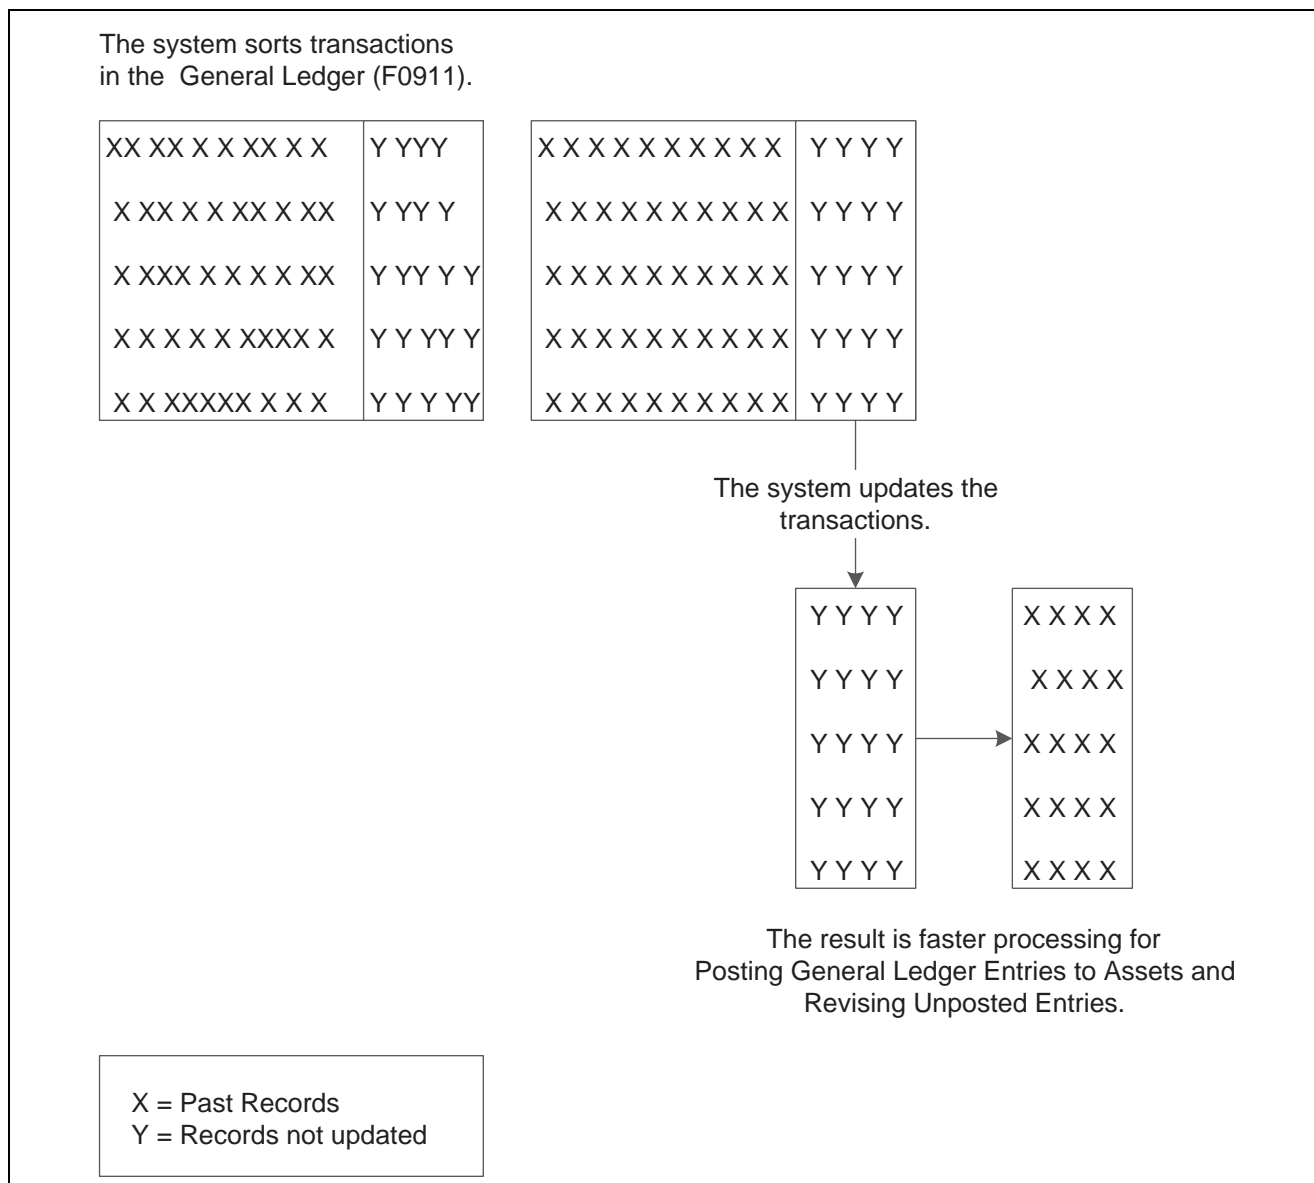 The system sorts transactions
in the General Ledger (F0911).
XX XX X X XX X X Y YYY
X XX X X XX X XX Y YY Y
X XXX X X X X XX Y YY Y Y
X X X X X XXXX X Y Y YY Y
X X XXXXX X X X Y Y Y YY
X X X X X X X X X X Y Y Y Y
X X X X X X X X X X Y Y Y Y
X X X X X X X X X X Y Y Y Y
X X X X X X X X X X Y Y Y Y
X X X X X X X X X X Y Y Y Y
The system updates the
transactions.
Y Y Y Y
Y Y Y Y
Y Y Y Y
Y Y Y Y
Y Y Y Y
X X X X
X X X X
X X X X
X X X X
X X X X
The result is faster processing for
Posting General Ledger Entries to Assets and
Revising Unposted Entries.
X = Past Records
Y = Records not updated